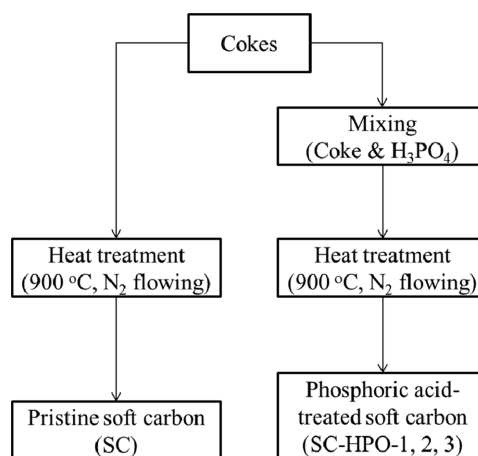 Cokes
Mixing
(Coke & H₃PO₄)
Heat treatment
(900 °C, N₂ flowing)
Heat treatment
(900 °C, N₂ flowing)
Pristine soft carbon
(SC)
Phosphoric acid-
treated soft carbon
(SC-HPO-1, 2, 3)